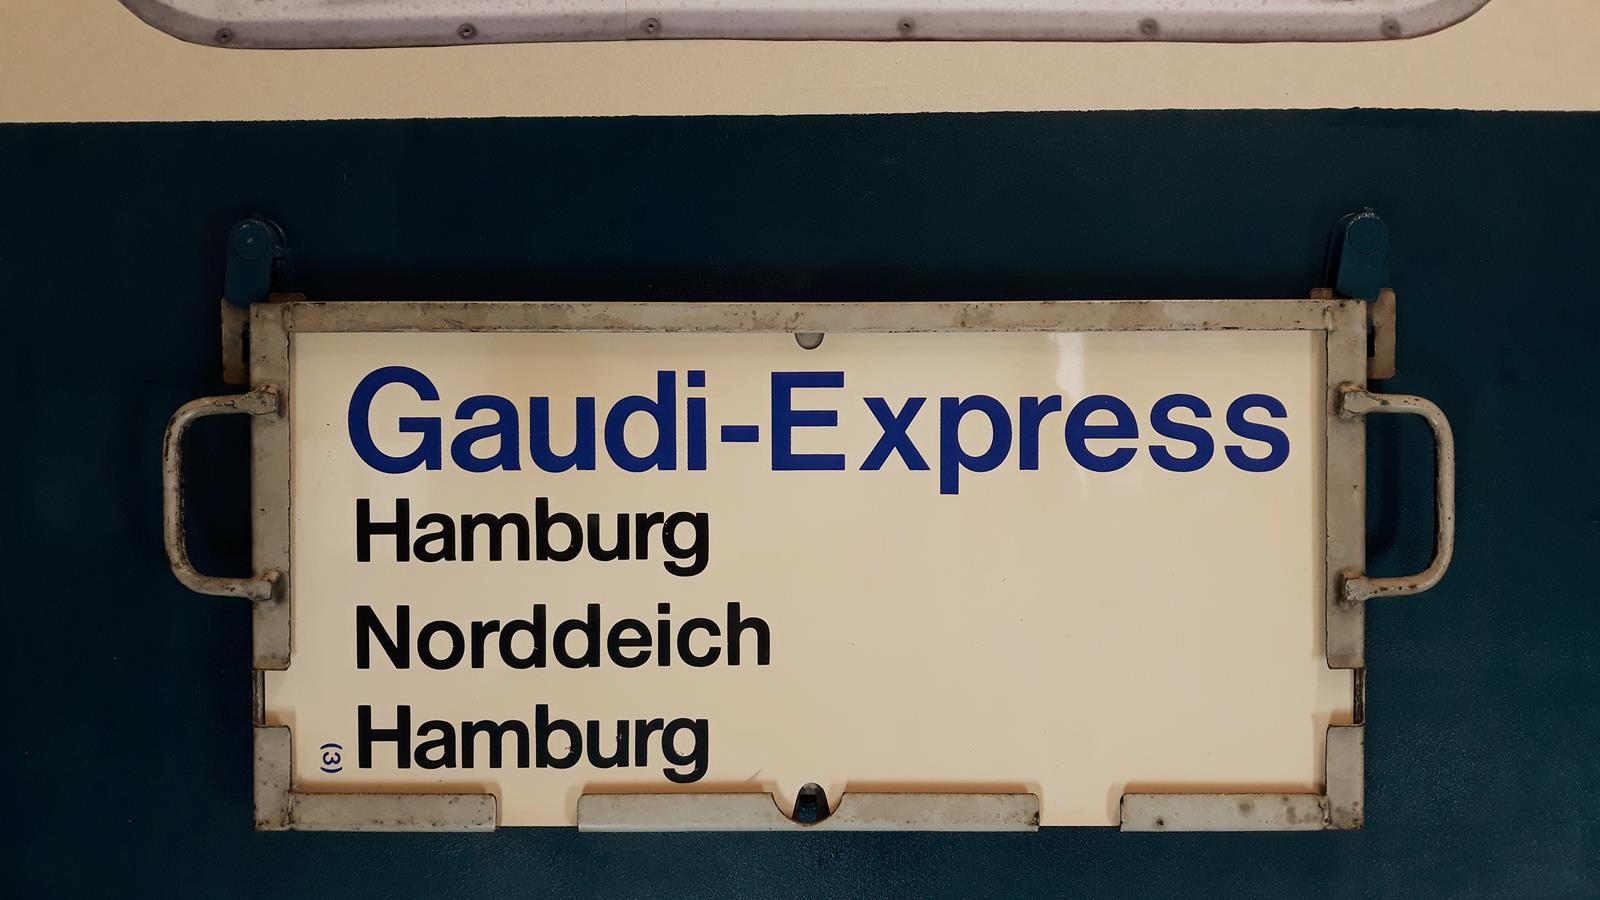 Gaudi-Express
Hamburg
Norddeich
Hamburg
(3)